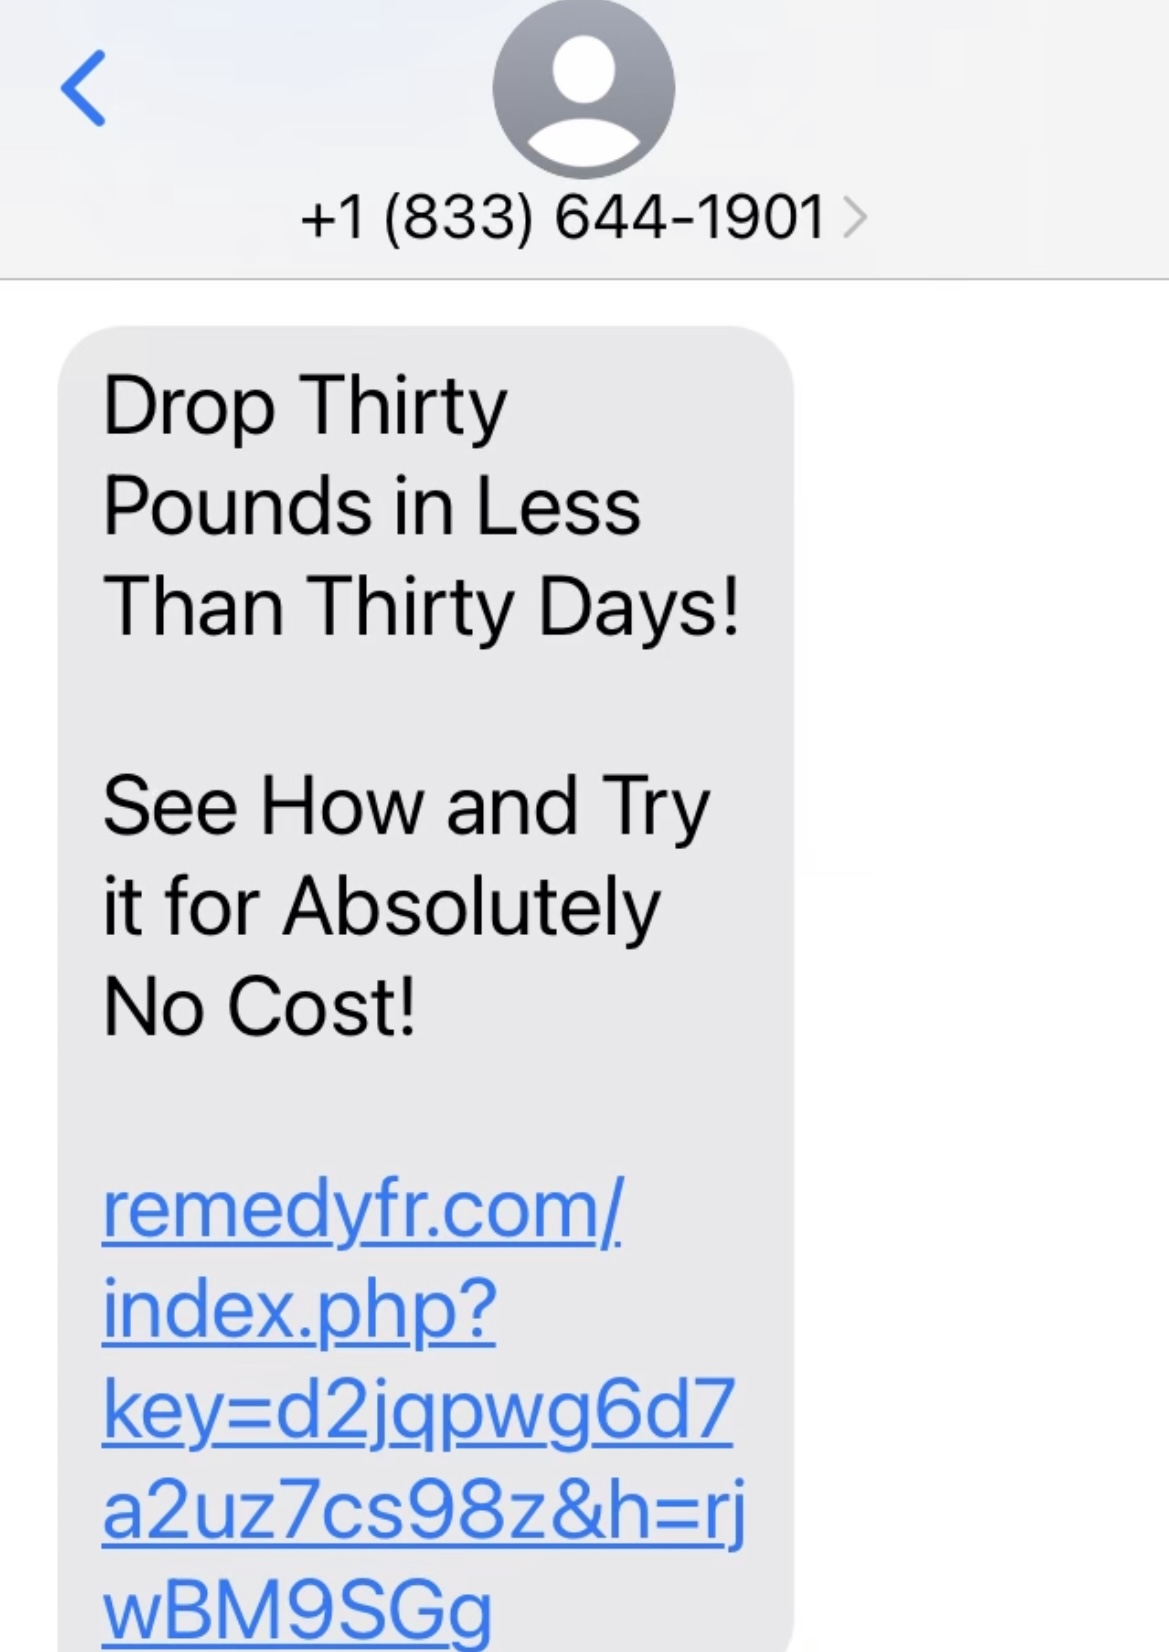 +1 (833) 644-1901
Drop Thirty
Pounds in Less
Than Thirty Days!
See How and Try
it for Absolutely
No Cost!
remedyfr.com/
index.php?
key=d2jqpwg6d7
a2uz7cs98z&h=rj
wBM9SGg